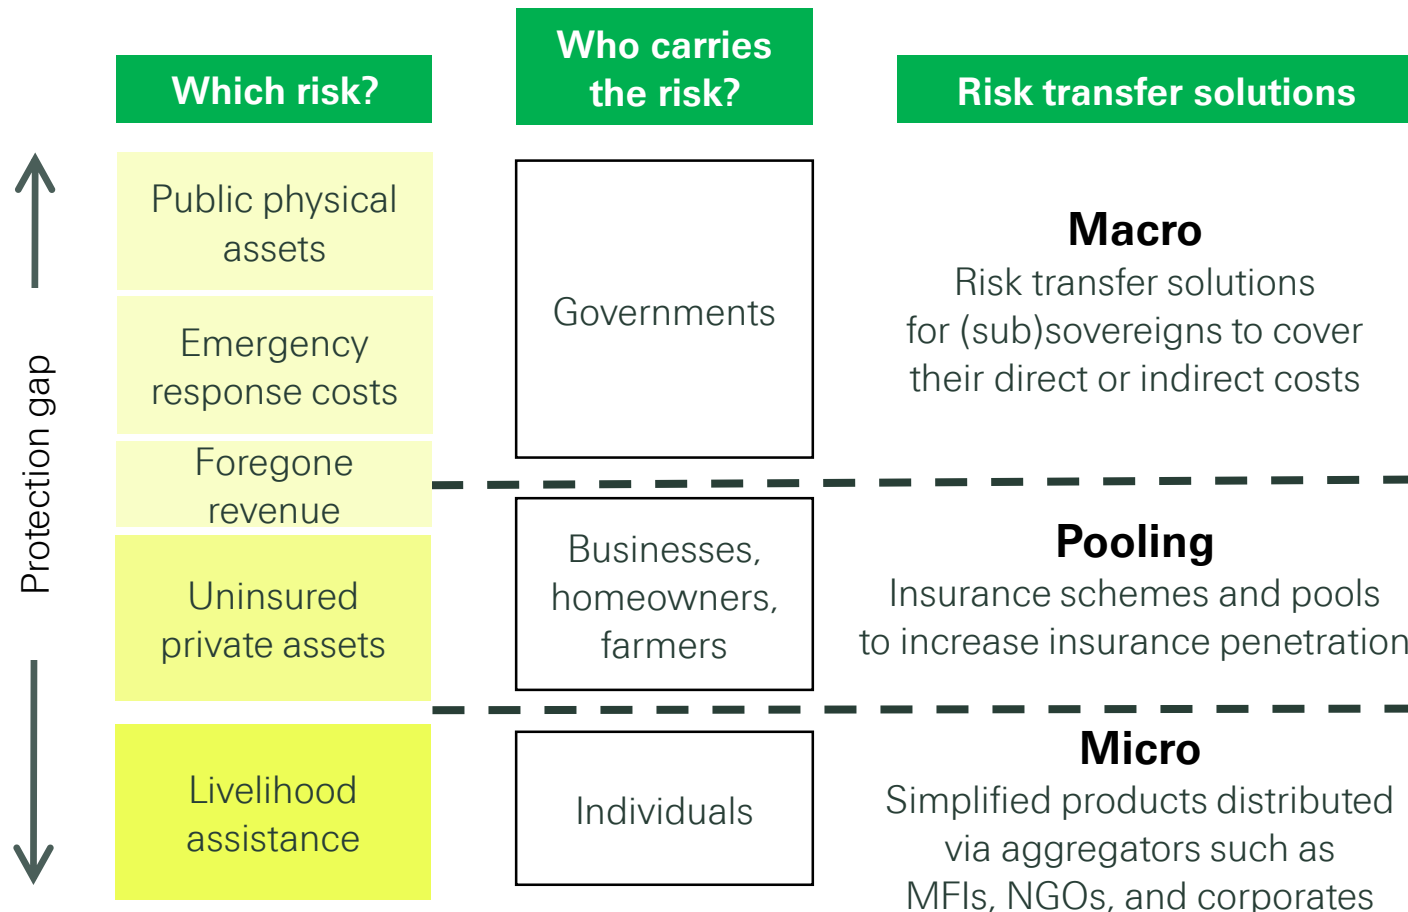 Which risk?
Who carries
the risk?
Risk transfer solutions
Protection gap
Public physical
assets
Emergency
response costs
Foregone
revenue
Uninsured
private assets
Livelihood
assistance
Governments
Businesses,
homeowners,
farmers
Individuals
Macro
Risk transfer solutions
for (sub)sovereigns to cover
their direct or indirect costs
Pooling
Insurance schemes and pools
to increase insurance penetration
Micro
Simplified products distributed
via aggregators such as
MFIs, NGOs, and corporates